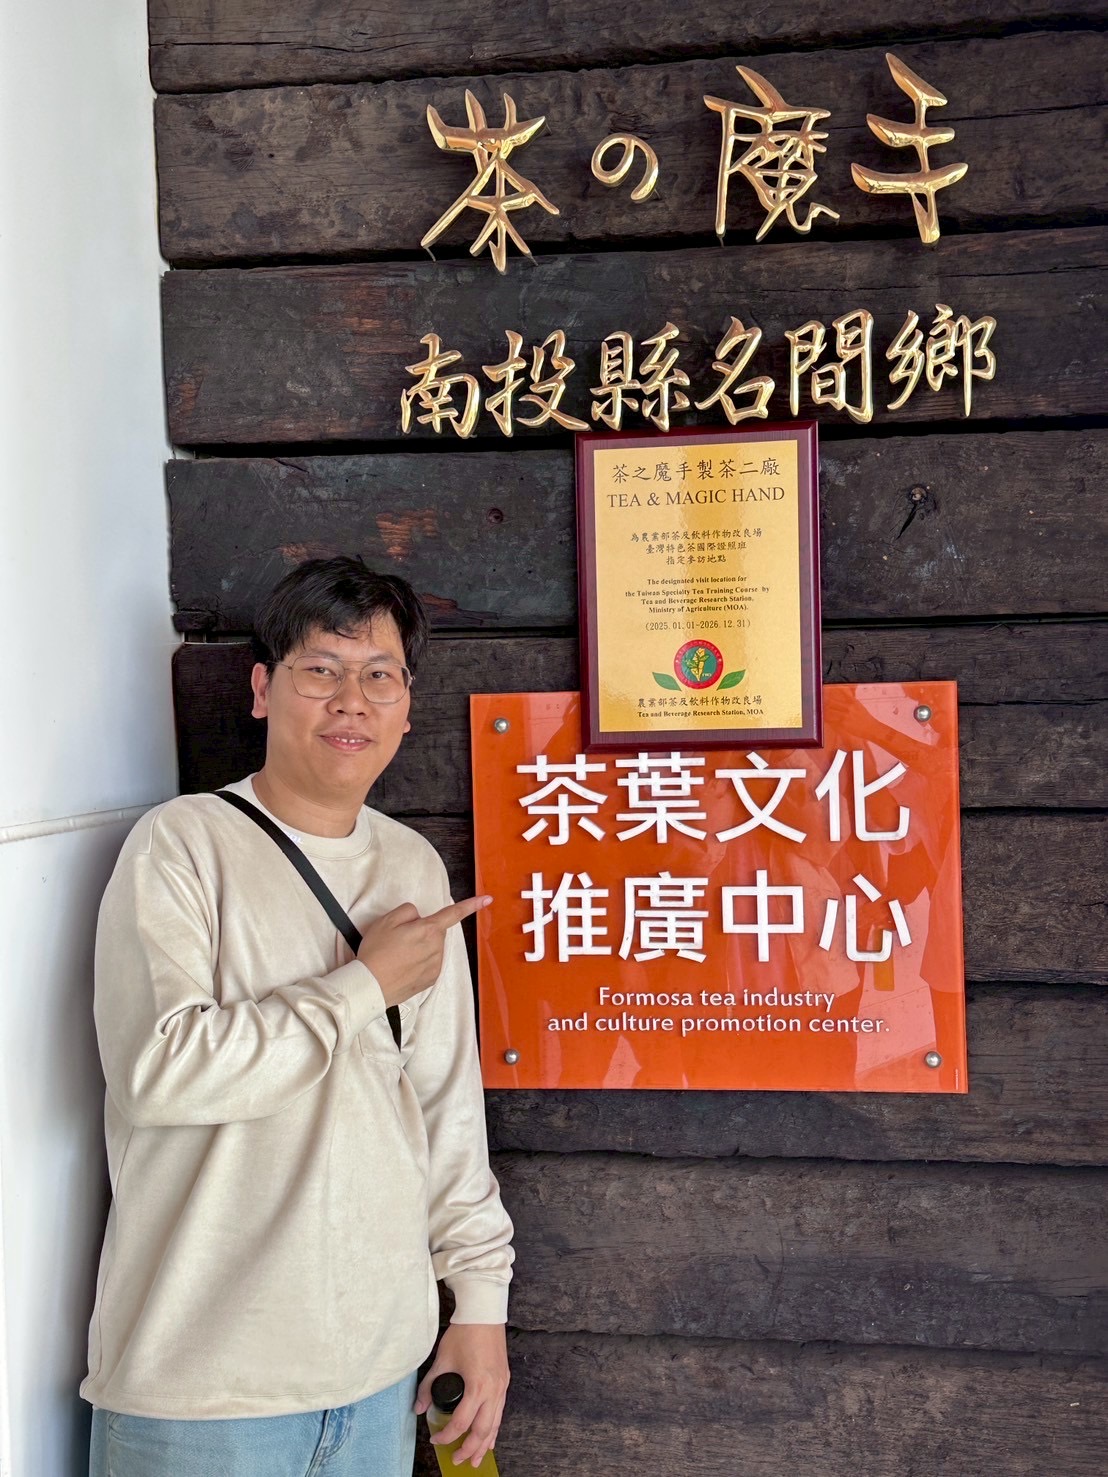 茶の魔手
南投縣名間鄉
茶之魔手製茶二廠
TEA & MAGIC HAND
為農業部茶及飲料作物改良場
臺灣特色茶國際證照班
指定參訪地點
The designated visit location for
the Taiwan Specialty Tea Training Course by
Tea and Beverage Research Station,
Ministry of Agriculture (MOA).
(2025.01.01-2026.12.31)
農業部茶及飲料作物改良場
Tea and Beverage Research Station, MOA
茶葉文化
推廣中心
Formosa tea industry
and culture promotion center.